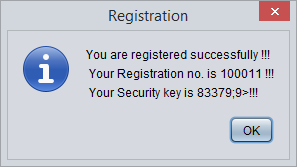 Registration
You are registered successfully !!!
Your Registration no. is 100011 !!!
Your Security key is 83379;9>!!!
OK